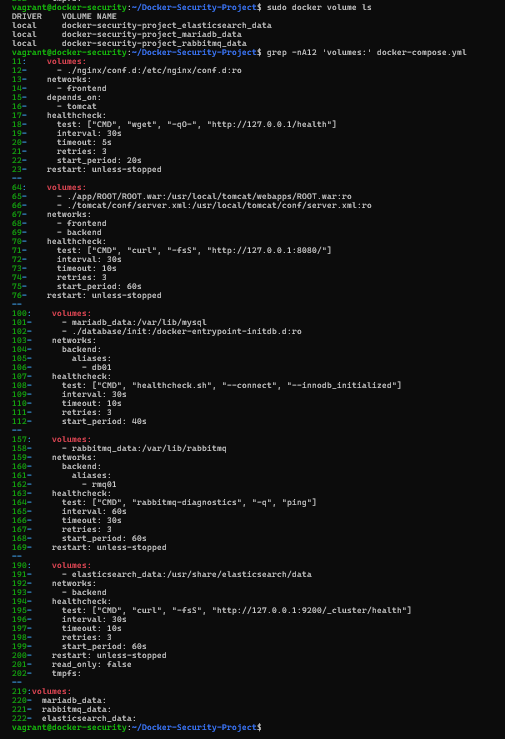 vagrant@docker-security:~/Docker-Security-Project$ sudo docker volume ls
DRIVER    VOLUME NAME
local     docker-security-project_elasticsearch_data
local     docker-security-project_mariadb_data
local     docker-security-project_rabbitmq_data
vagrant@docker-security:~/Docker-Security-Project$ grep -nA12 'volumes:' docker-compose.yml
11:    volumes:
12-      - ./nginx/conf.d:/etc/nginx/conf.d:ro
13-    networks:
14-      - frontend
15-    depends_on:
16-      - tomcat
17-    healthcheck:
18-      test: ["CMD", "wget", "-qO-", "http://127.0.0.1/health"]
19-      interval: 30s
20-      timeout: 5s
21-      retries: 3
22-      start_period: 20s
23-    restart: unless-stopped
--
64:    volumes:
65-      - ./app/ROOT/ROOT.war:/usr/local/tomcat/webapps/ROOT.war:ro
66-      - ./tomcat/conf/server.xml:/usr/local/tomcat/conf/server.xml:ro
67-    networks:
68-      - frontend
69-      - backend
70-    healthcheck:
71-      test: ["CMD", "curl", "-fsS", "http://127.0.0.1:8080/"]
72-      interval: 30s
73-      timeout: 10s
74-      retries: 3
75-      start_period: 60s
76-    restart: unless-stopped
--
100:    volumes:
101-      - mariadb_data:/var/lib/mysql
102-      - ./database/init:/docker-entrypoint-initdb.d:ro
103-    networks:
104-      backend:
105-        aliases:
106-          - db01
107-    healthcheck:
108-      test: ["CMD", "healthcheck.sh", "--connect", "--innodb_initialized"]
109-      interval: 30s
110-      timeout: 10s
111-      retries: 3
112-      start_period: 40s
--
157:    volumes:
158-      - rabbitmq_data:/var/lib/rabbitmq
159-    networks:
160-      backend:
161-        aliases:
162-          - rmq01
163-    healthcheck:
164-      test: ["CMD", "rabbitmq-diagnostics", "-q", "ping"]
165-      interval: 60s
166-      timeout: 30s
167-      retries: 3
168-      start_period: 60s
169-    restart: unless-stopped
--
190:    volumes:
191-      - elasticsearch_data:/usr/share/elasticsearch/data
192-    networks:
193-      - backend
194-    healthcheck:
195-      test: ["CMD", "curl", "-fsS", "http://127.0.0.1:9200/_cluster/health"]
196-      interval: 30s
197-      timeout: 10s
198-      retries: 3
199-      start_period: 60s
200-    restart: unless-stopped
201-    read_only: false
202-    tmpfs:
--
219:volumes:
220-  mariadb_data:
221-  rabbitmq_data:
222-  elasticsearch_data:
vagrant@docker-security:~/Docker-Security-Project$